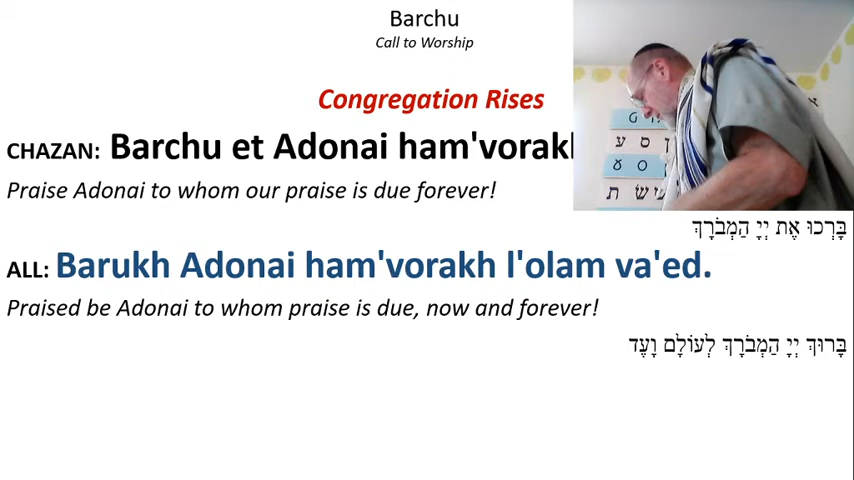 Barchu
Call to Worship
Congregation Rises
CHAZAN: Barchu et Adonai ham'vorakh
Praise Adonai to whom our praise is due forever!
בָּרְכוּ אֶת יְיָ הַמְבֹרָךְ
ALL: Barukh Adonai ham'vorakh l'olam va'ed.
Praised be Adonai to whom praise is due, now and forever!
בָּרוּךְ יְיָ הַמְבֹרָךְ לְעוֹלָם וָעֶד
ס ע